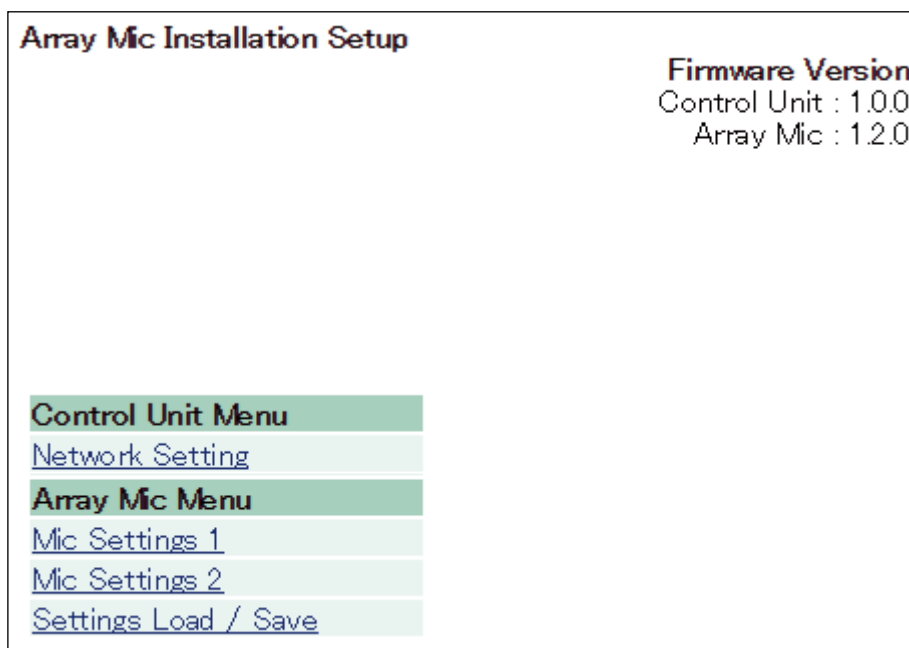 Array Mic Installation Setup
Firmware Version
Control Unit : 1.0.0
Array Mic : 1.2.0
Control Unit Menu
Network Setting
Array Mic Menu
Mic Settings 1
Mic Settings 2
Settings Load / Save